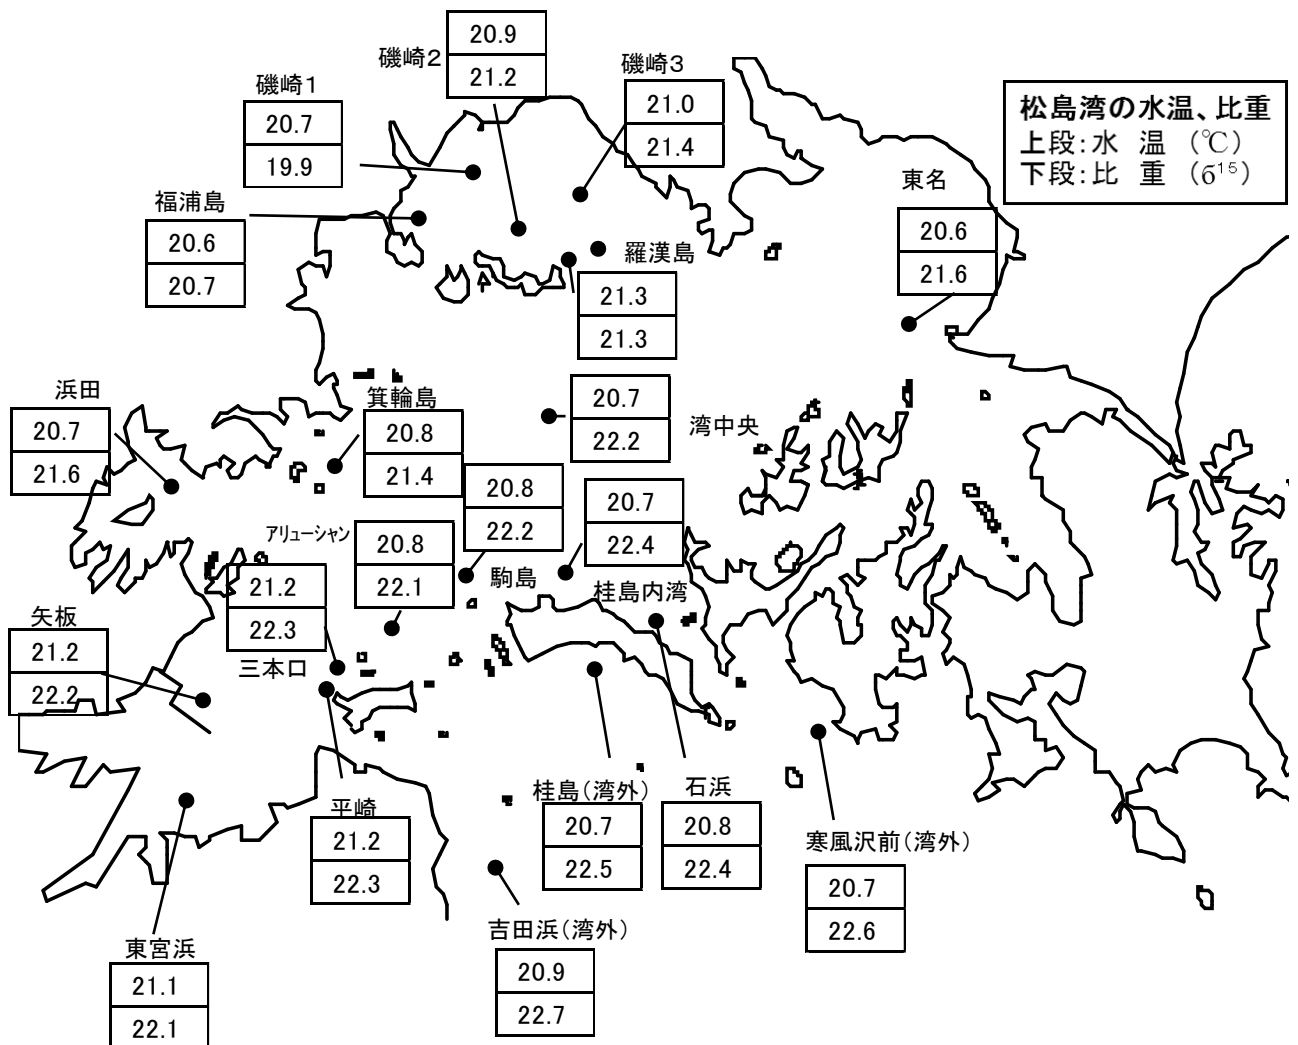 磯崎2
20.9
21.2
磯崎1
20.7
19.9
磯崎3
21.0
21.4
松島湾の水温、比重
上段:水 温 (℃)
下段:比 重 (б¹⁵)
福浦島
20.6
20.7
羅漢島
21.3
21.3
東名
20.6
21.6
浜田
20.7
21.6
箕輪島
20.8
21.4
20.7
22.2
湾中央
20.8
22.2
駒島
20.7
22.4
桂島内湾
アリューシャン
20.8
22.1
21.2
22.3
三本口
矢板
21.2
22.2
平崎
21.2
22.3
桂島(湾外)
20.7
22.5
石浜
20.8
22.4
寒風沢前(湾外)
20.7
22.6
吉田浜(湾外)
20.9
22.7
東宮浜
21.1
22.1